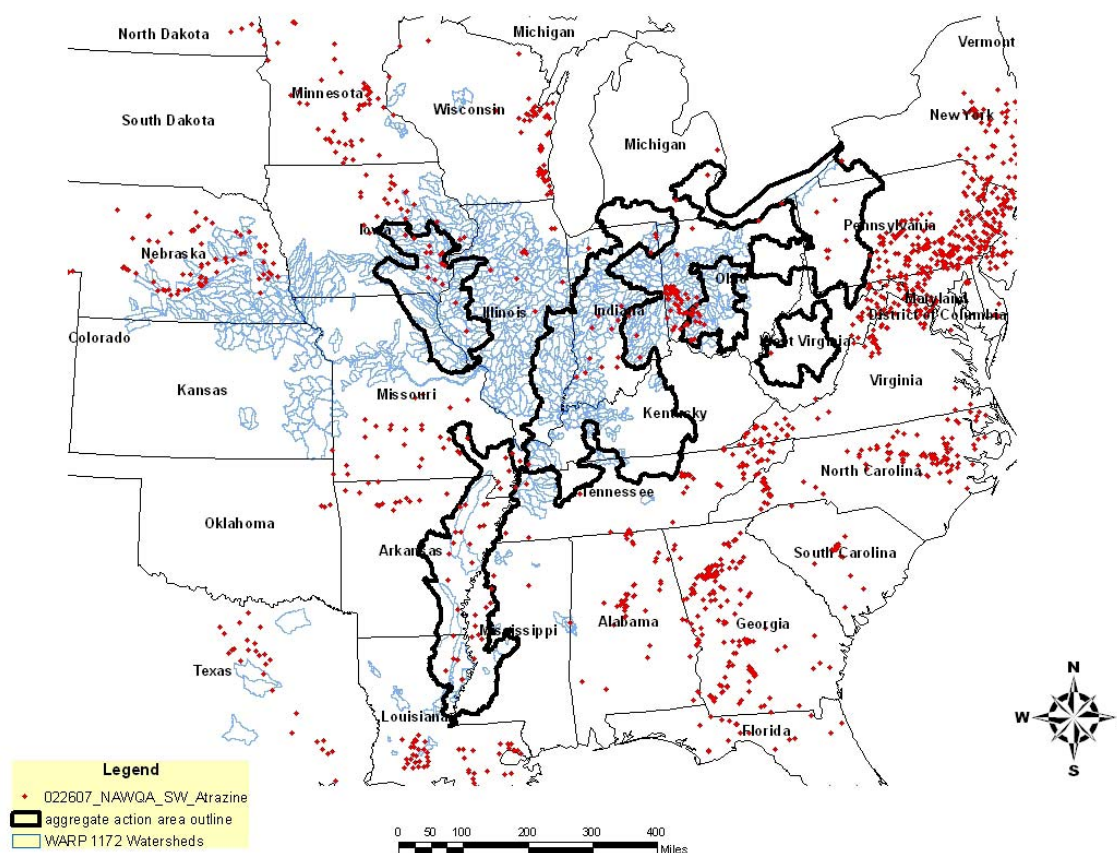 Michigan
North Dakota
Vermont
Minnesota
Wisconsin
New York
South Dakota
Michigan
Iowa
Pennsylvania
Nebraska
Ohio
Illinois
Indiana
Maryland
District of Columbia
Colorado
West Virginia
Kansas
Missouri
Virginia
Kentucky
North Carolina
Tennessee
Oklahoma
Arkansas
South Carolina
Mississippi
Alabama
Georgia
Texas
Louisiana
Florida
N
W E
S
Legend
022607_NAWQA_SW_Atrazine
aggregate action area outline
WARP 1172 Watersheds
0 50 100 200 300 400
Miles